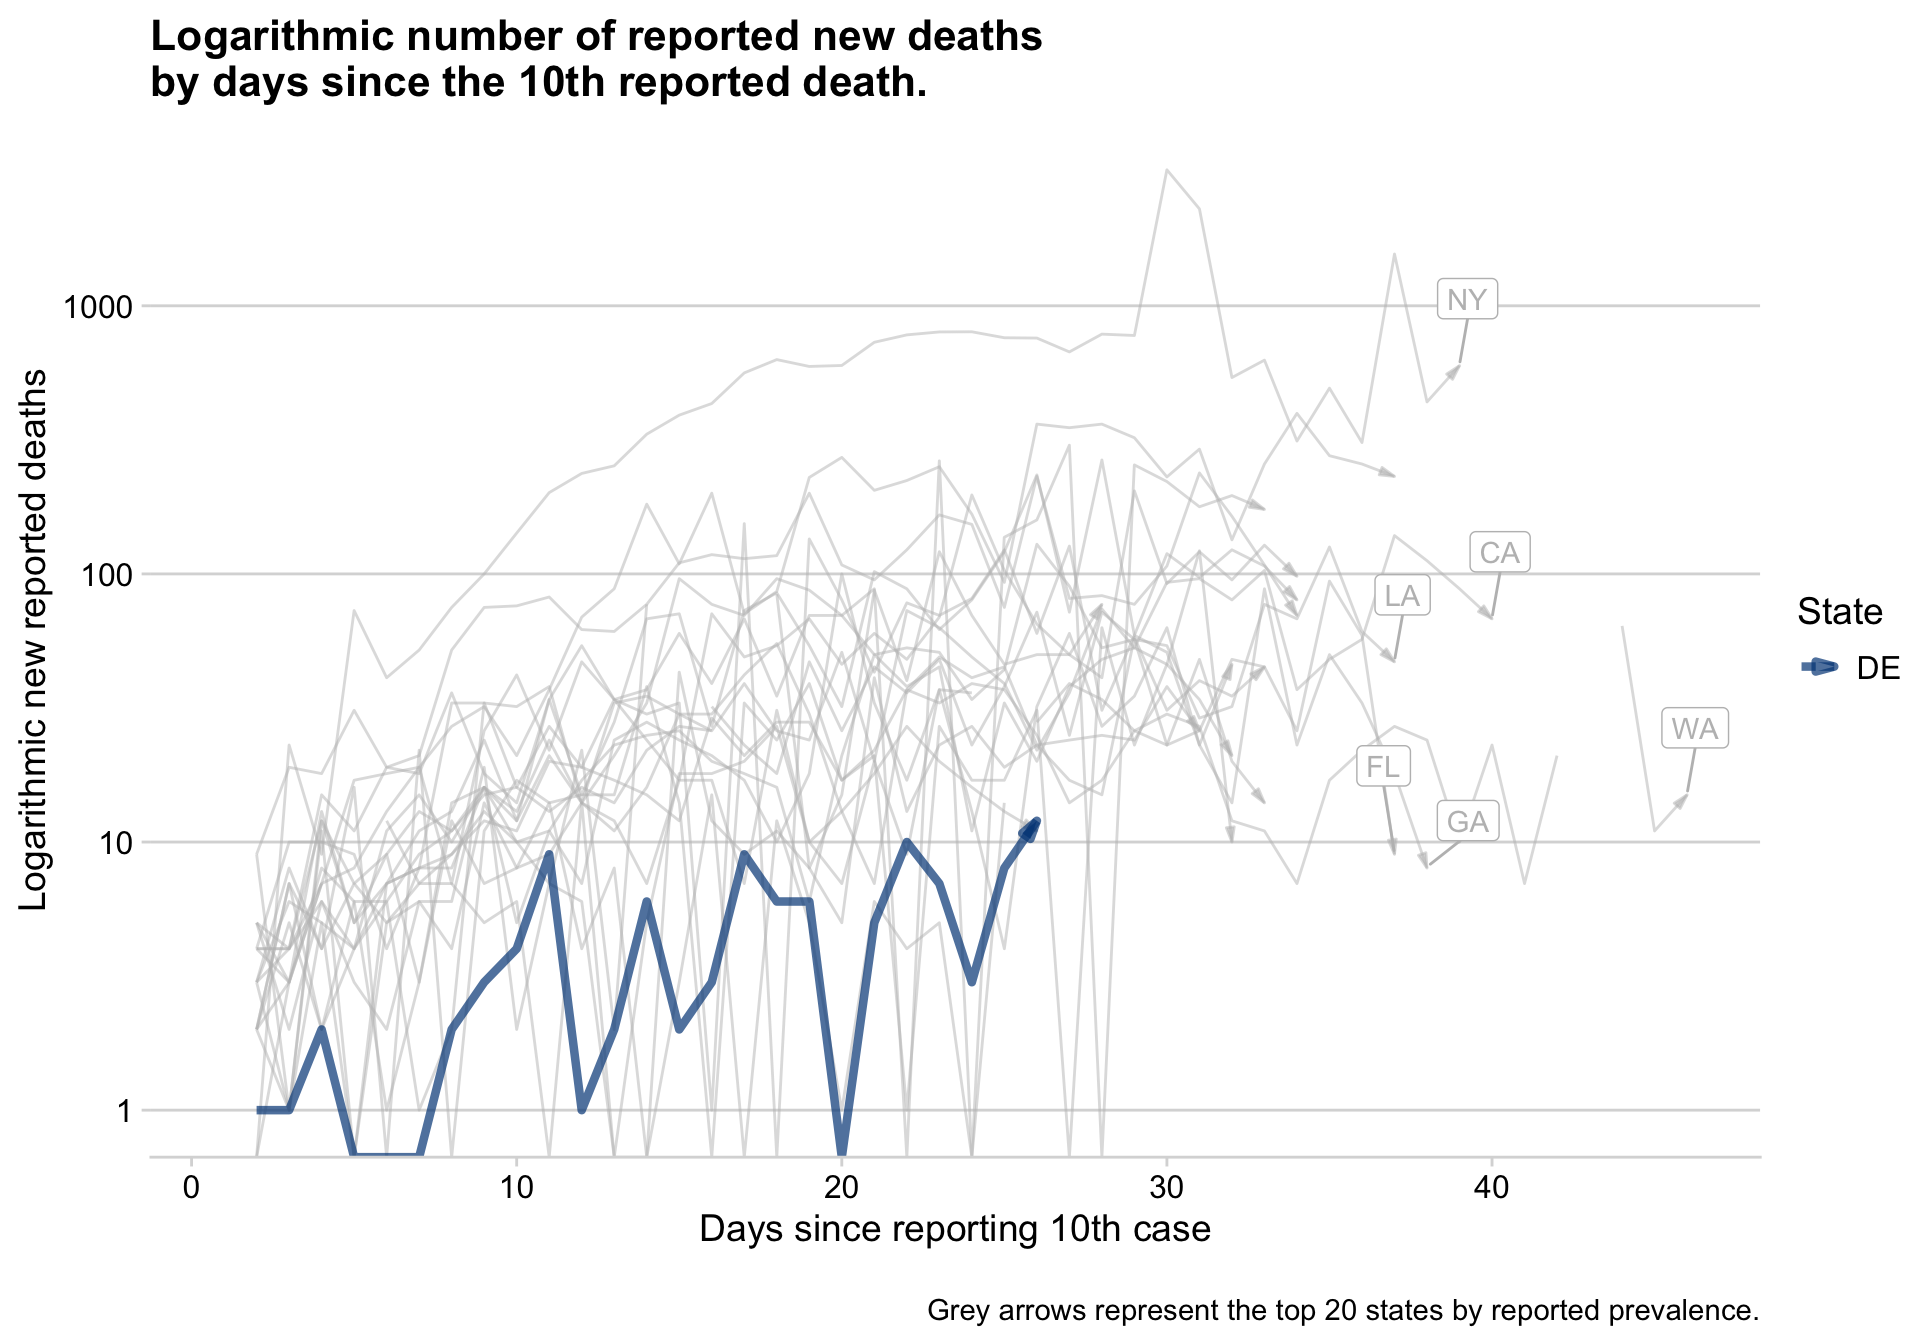 Logarithmic number of reported new deaths
by days since the 10th reported death.
Logarithmic new reported deaths
1000
100
10
1
NY
CA
LA
WA
FL
GA
State
DE
0
10
20
30
40
Days since reporting 10th case
Grey arrows represent the top 20 states by reported prevalence.